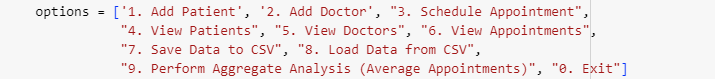 options = ['1. Add Patient', '2. Add Doctor', "3. Schedule Appointment",
"4. View Patients", "5. View Doctors", "6. View Appointments",
"7. Save Data to CSV", "8. Load Data from CSV",
"9. Perform Aggregate Analysis (Average Appointments)", "0. Exit"]